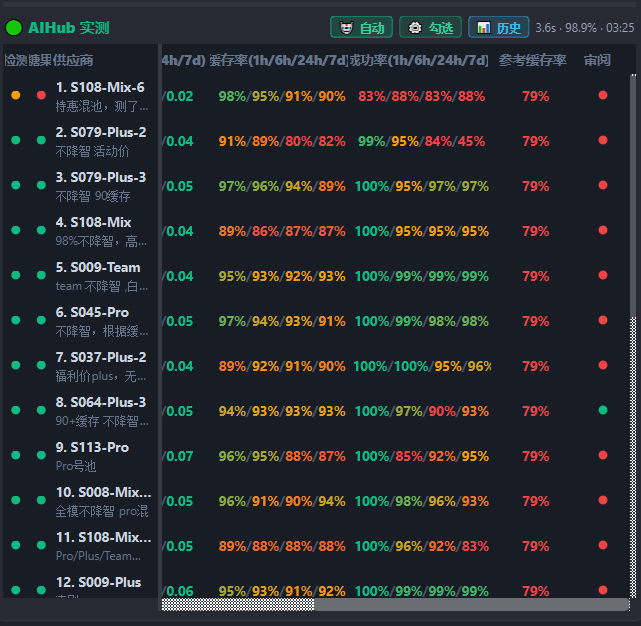 AIHub 实测 自动 勾选 历史 3.6s · 98.9% · 03:25
供应商 4h/7d) 缓存率(1h/6h/24h/7d) 成功率(1h/6h/24h/7d) 参考缓存率 审阅
1. S108-Mix-6 /0.02 98%/95%/91%/90% 83%/88%/83%/88% 79%
特惠混池，测了...
2. S079-Plus-2 /0.04 91%/89%/80%/82% 99%/95%/84%/45% 79%
不降智 活动价
3. S079-Plus-3 /0.05 97%/96%/94%/89% 100%/95%/97%/97% 79%
不降智 90缓存
4. S108-Mix /0.04 89%/86%/87%/87% 100%/95%/95%/95% 79%
98%不降智，高...
5. S009-Team /0.04 95%/93%/92%/93% 100%/99%/99%/99% 79%
team 不降智 ,白...
6. S045-Pro /0.05 97%/94%/93%/91% 100%/99%/98%/98% 79%
不降智，根据缓...
7. S037-Plus-2 /0.04 89%/92%/91%/90% 100%/100%/95%/96% 79%
福利价plus，无...
8. S064-Plus-3 /0.05 94%/93%/93%/93% 100%/97%/90%/93% 79%
90+缓存 不降智...
9. S113-Pro /0.07 96%/95%/88%/87% 100%/85%/92%/95% 79%
Pro号池
10. S008-Mix... /0.05 96%/91%/90%/94% 100%/98%/96%/93% 79%
全模不降智 pro混
11. S108-Mix... /0.05 89%/88%/88%/88% 100%/96%/92%/83% 79%
Pro/Plus/Team...
12. S009-Plus /0.06 95%/93%/91%/92% 100%/99%/99%/99% 79%